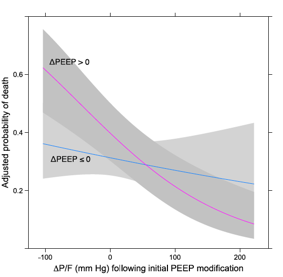 Adjusted probability of death
0.6
0.4
0.2
ΔPEEP > 0
ΔPEEP ≤ 0
-100
0
100
200
ΔP/F (mm Hg) following initial PEEP modification